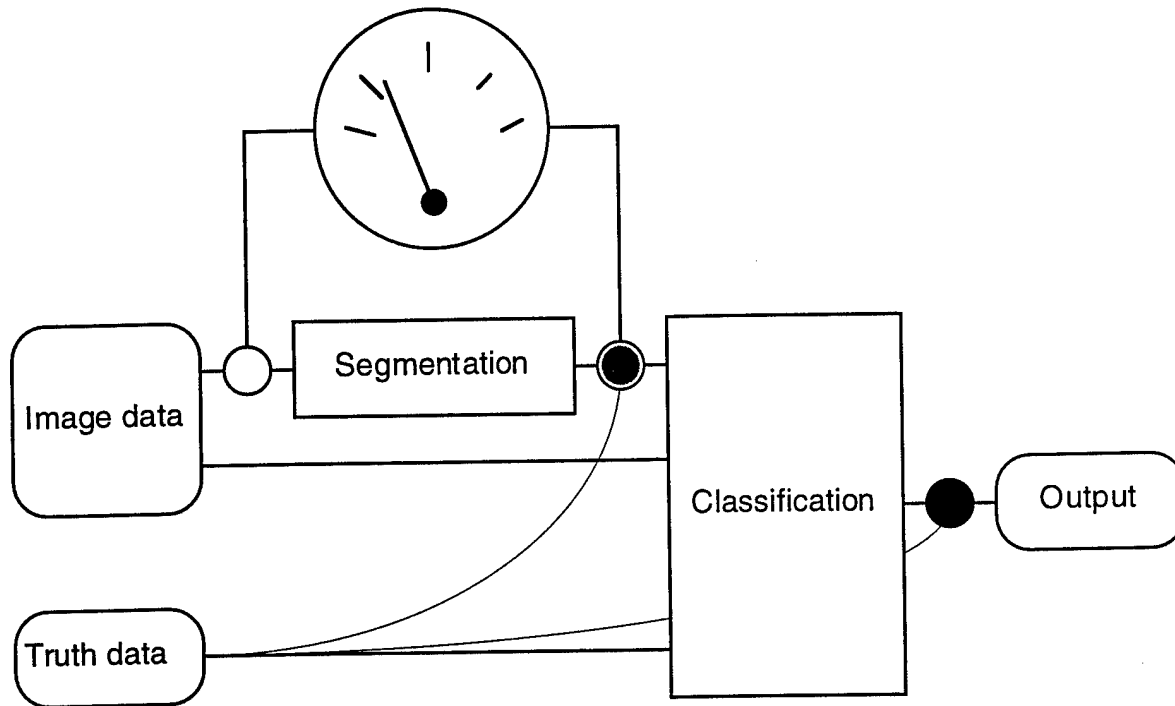 Segmentation
Image data
Classification
Output
Truth data